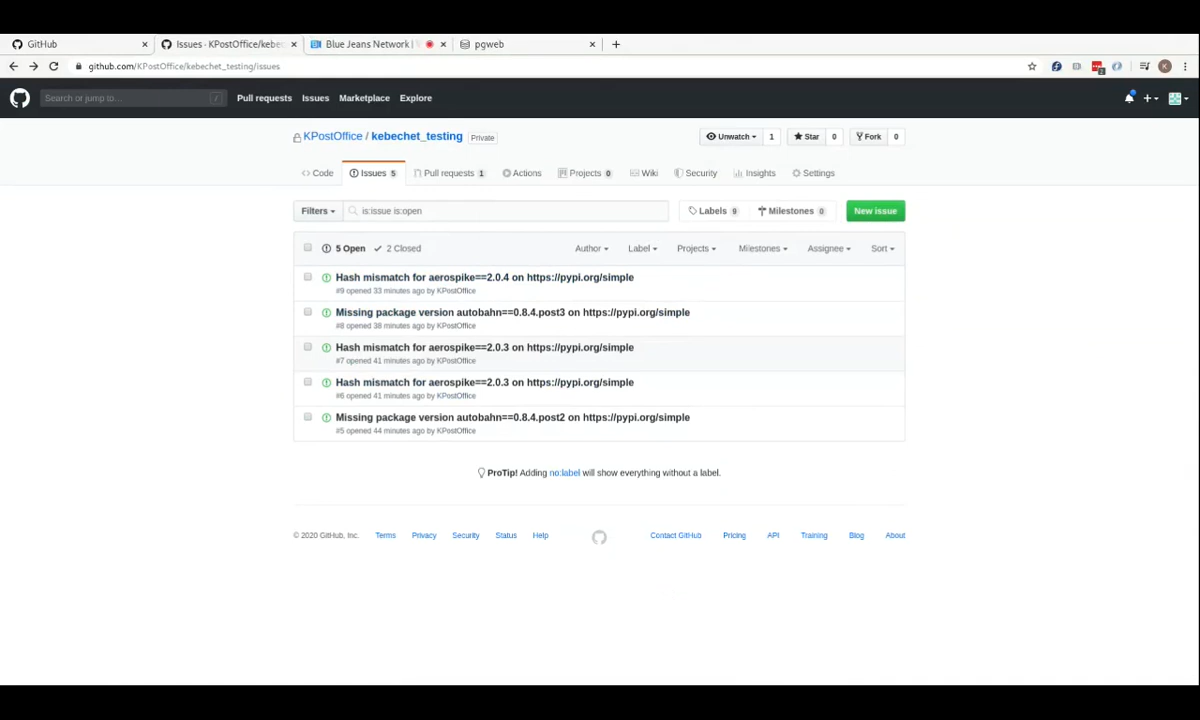 GitHub
Issues · KPostOffice/kebec
Blue Jeans Network |
pgweb
github.com/KPostOffice/kebechet_testing/issues
2
K
Search or jump to...
/
Pull requests
Issues
Marketplace
Explore
KPostOffice / kebechet_testing Private
Unwatch 1
Star 0
Fork 0
Code
Issues 5
Pull requests 1
Actions
Projects 0
Wiki
Security
Insights
Settings
Filters
is:issue is:open
Labels 9
Milestones 0
New issue
5 Open
2 Closed
Author
Label
Projects
Milestones
Assignee
Sort
Hash mismatch for aerospike==2.0.4 on https://pypi.org/simple
#9 opened 33 minutes ago by KPostOffice
Missing package version autobahn==0.8.4.post3 on https://pypi.org/simple
#8 opened 38 minutes ago by KPostOffice
Hash mismatch for aerospike==2.0.3 on https://pypi.org/simple
#7 opened 41 minutes ago by KPostOffice
Hash mismatch for aerospike==2.0.3 on https://pypi.org/simple
#6 opened 41 minutes ago by KPostOffice
Missing package version autobahn==0.8.4.post2 on https://pypi.org/simple
#5 opened 44 minutes ago by KPostOffice
ProTip! Adding no:label will show everything without a label.
© 2020 GitHub, Inc.
Terms
Privacy
Security
Status
Help
Contact GitHub
Pricing
API
Training
Blog
About